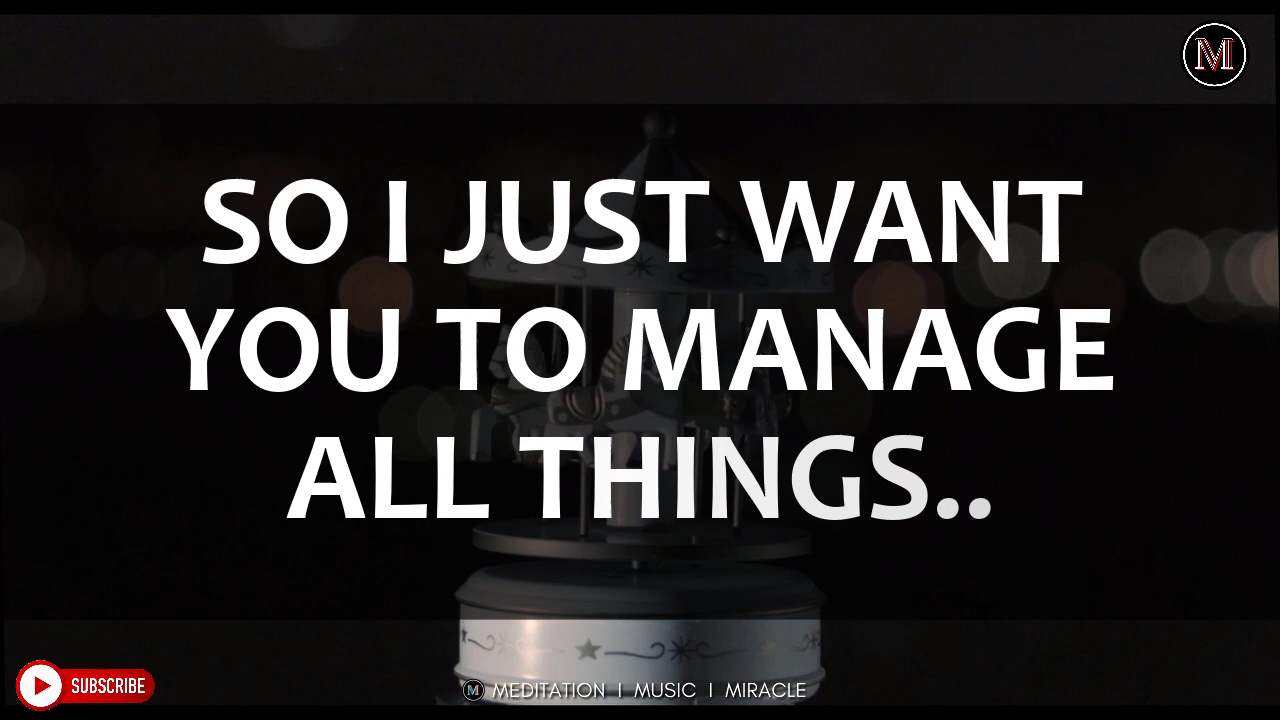 M
SO I JUST WANT
YOU TO MANAGE
ALL THINGS..
SUBSCRIBE
M MEDITATION I MUSIC I MIRACLE